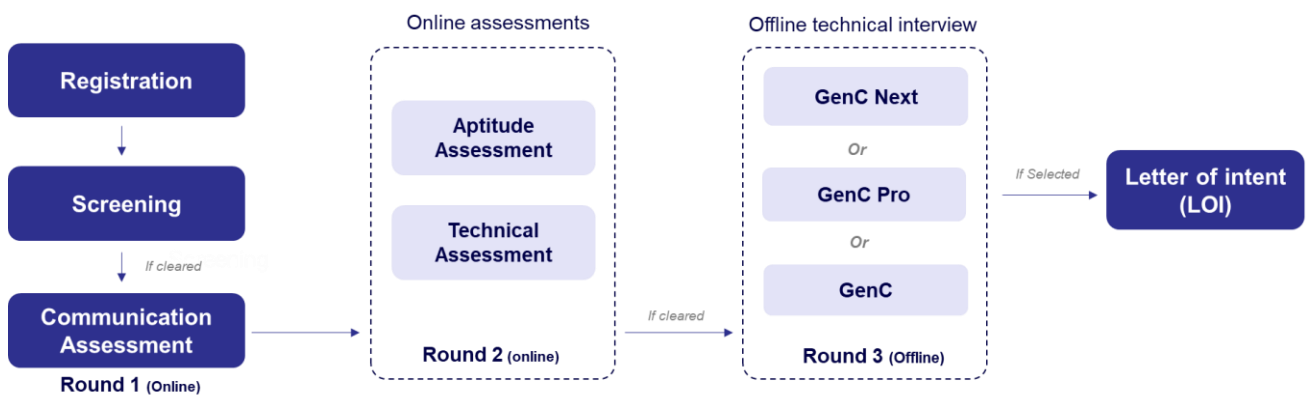 Registration
Screening
If cleared
Communication
Assessment
Round 1 (Online)
Online assessments
Aptitude
Assessment
Technical
Assessment
Round 2 (online)
If cleared
Offline technical interview
GenC Next
Or
GenC Pro
Or
GenC
Round 3 (Offline)
If Selected
Letter of intent
(LOI)